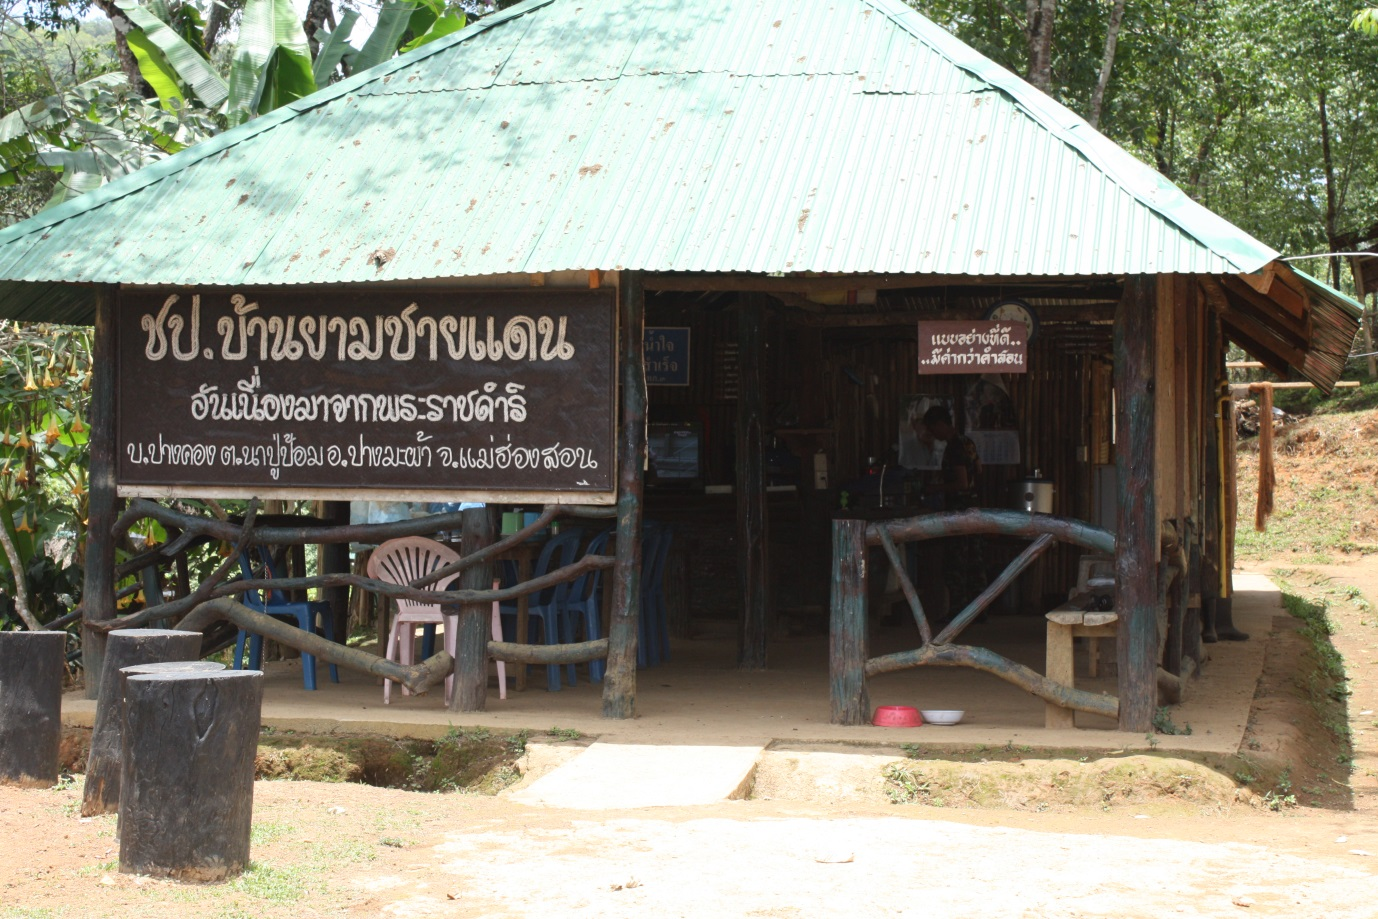 ชป.บ้านยามชายแดน
อันเนื่องมาจากพระราชดำริ
บ.ปางคอง ต.นาปู่ป้อม อ.ปางมะผ้า จ.แม่ฮ่องสอน
แบบอย่างที่ดี..
..มีค่ากว่าคำสอน